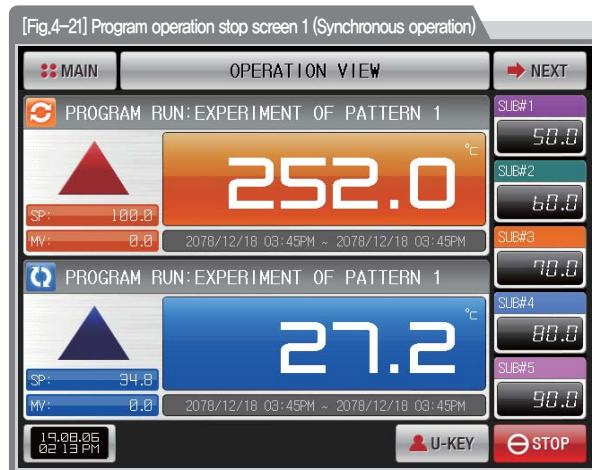 [Fig.4-21] Program operation stop screen 1 (Synchronous operation)
MAIN
OPERATION VIEW
NEXT
PROGRAM RUN:EXPERIMENT OF PATTERN 1
°C
252.0
SP: 100.0
MV: 0.0
2078/12/18 03:45PM ~ 2078/12/18 03:45PM
PROGRAM RUN:EXPERIMENT OF PATTERN 1
°C
27.2
SP: 34.8
MV: 0.0
2078/12/18 03:45PM ~ 2078/12/18 03:45PM
SUB#1
50.0
SUB#2
60.0
SUB#3
70.0
SUB#4
80.0
SUB#5
90.0
19.08.06
02 13 PM
U-KEY
STOP